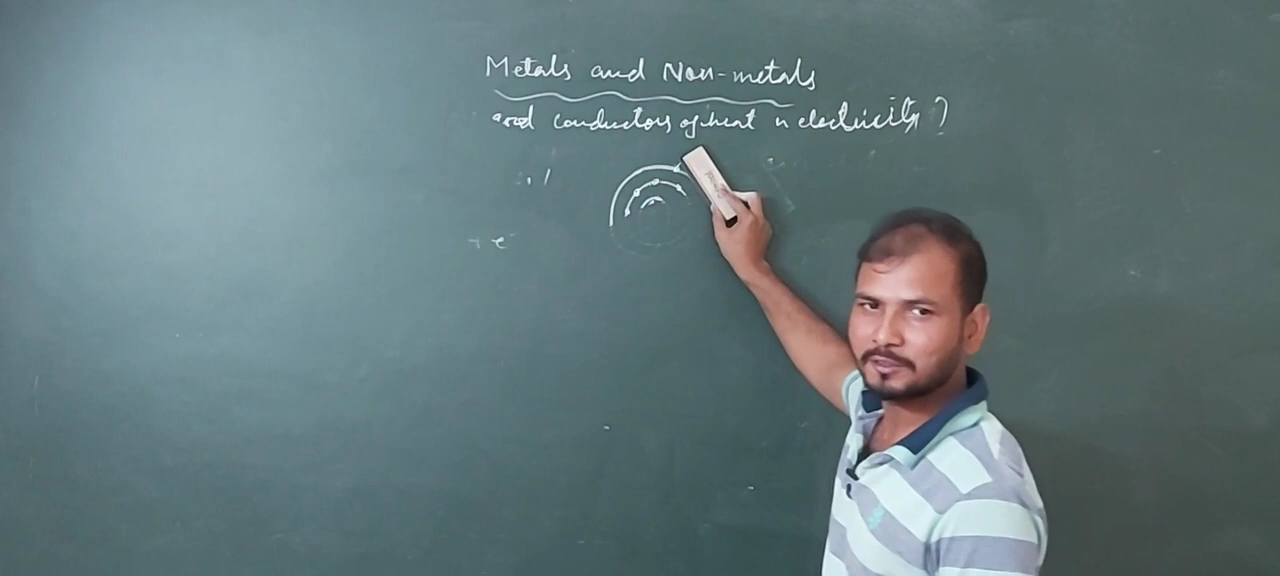 Metals and Non-metals
and conductors of heat n electricity ?
e